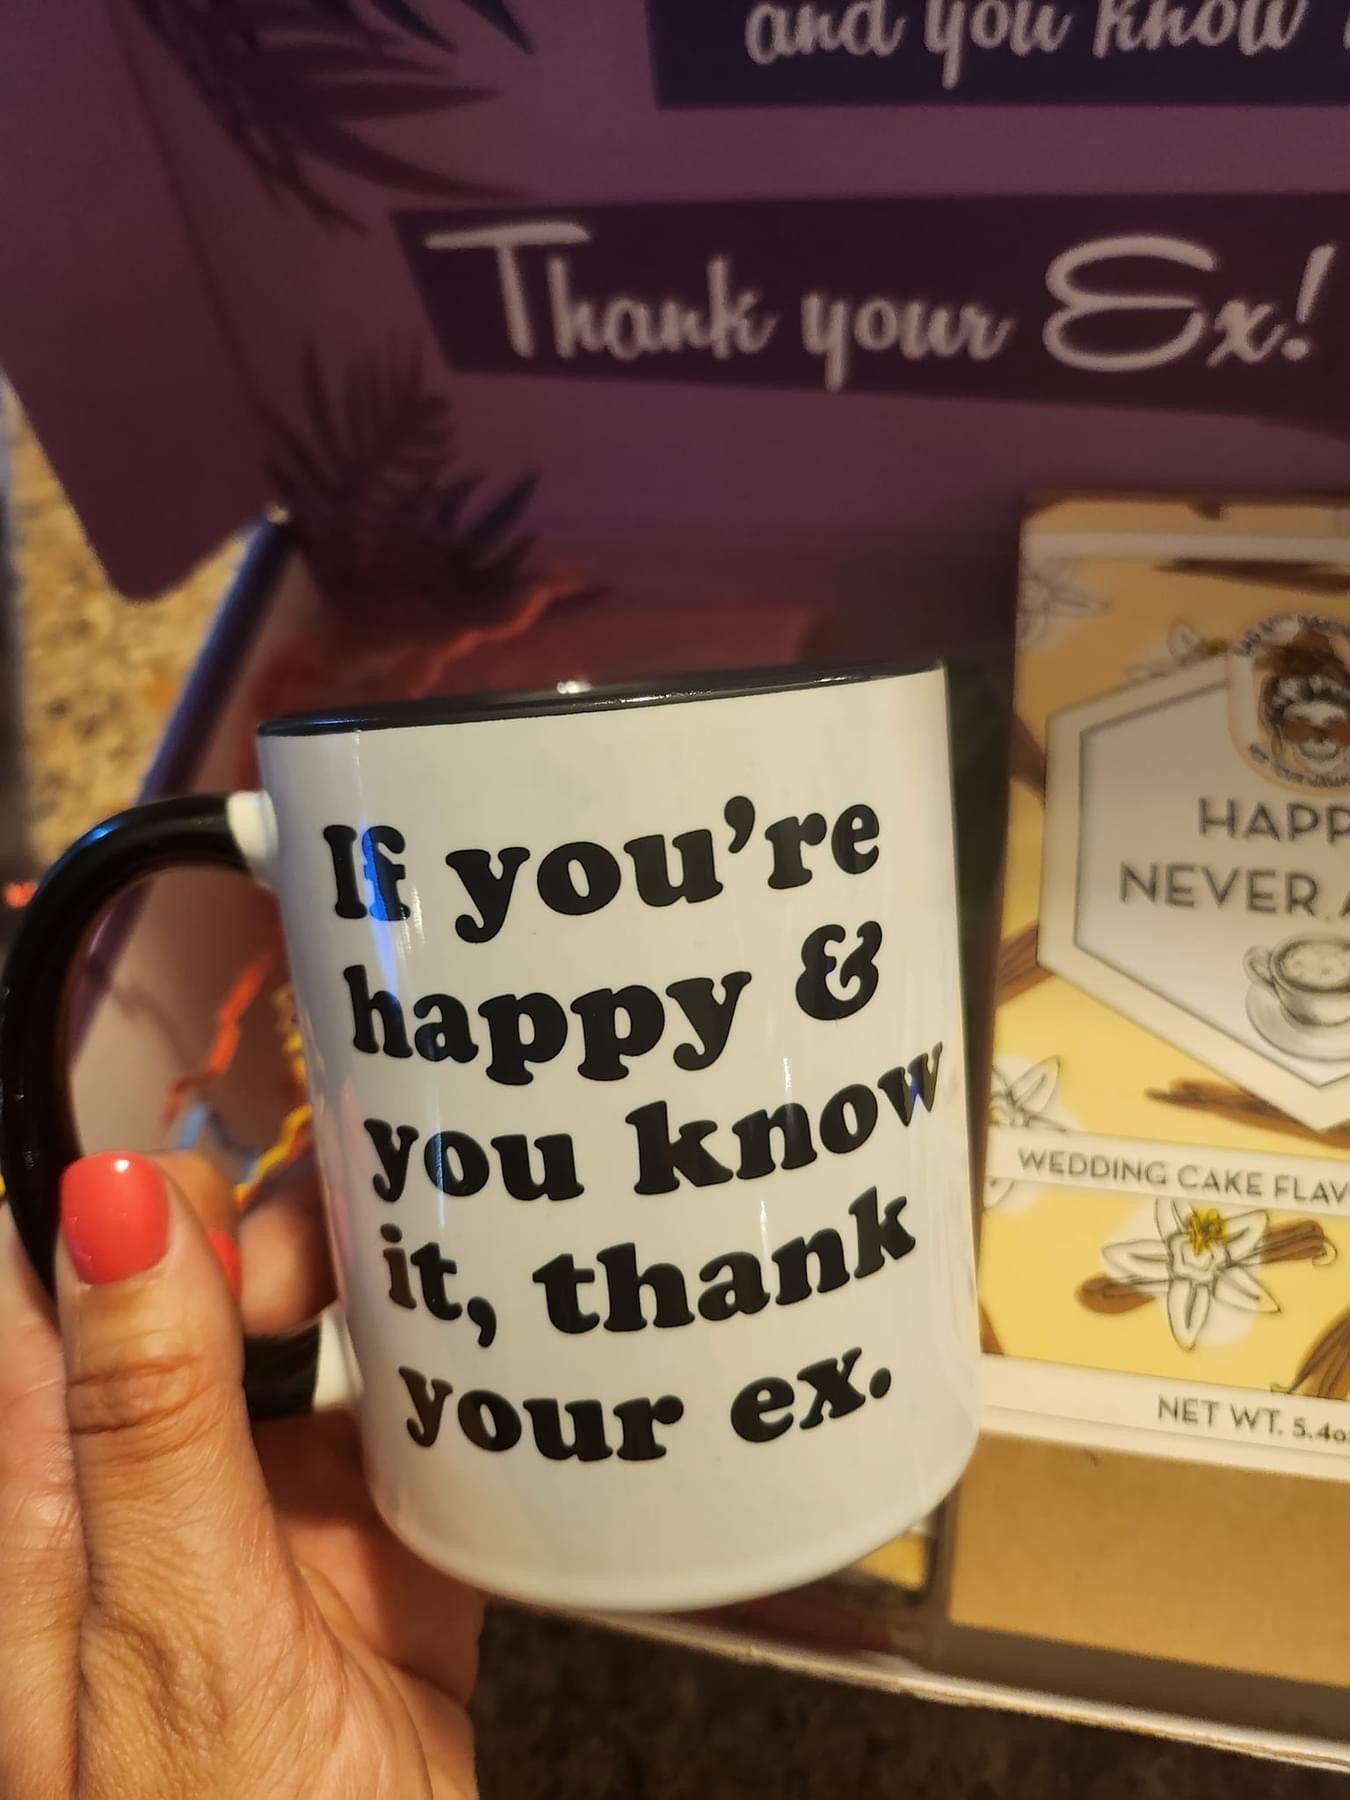 and you know
Thank your Ex!
If you're
happy &
you know
it, thank
your ex.
HAPP
NEVER A
WEDDING CAKE FLAV
NET WT. 5.4oz